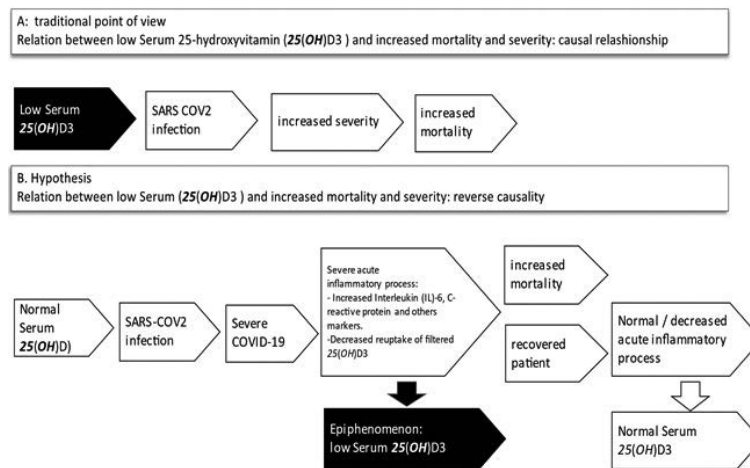 A: traditional point of view
Relation between low Serum 25-hydroxyvitamin (25(OH)D3 ) and increased mortality and severity: causal relashionship
Low Serum
25(OH)D3
SARS COV2
infection
increased severity
increased
mortality
B. Hypothesis
Relation between low Serum (25(OH)D3 ) and increased mortality and severity: reverse causality
Normal
Serum
25(OH)D)
SARS-COV2
infection
Severe
COVID-19
Severe acute
inflammatory process:
- Increased Interleukin (IL)-6, C-
reactive protein and others
markers.
-Decreased reuptake of filtered
25(OH)D3
increased
mortality
recovered
patient
Normal / decreased
acute inflammatory
process
Epiphenomenon:
low Serum 25(OH)D3
Normal Serum
25(OH)D3